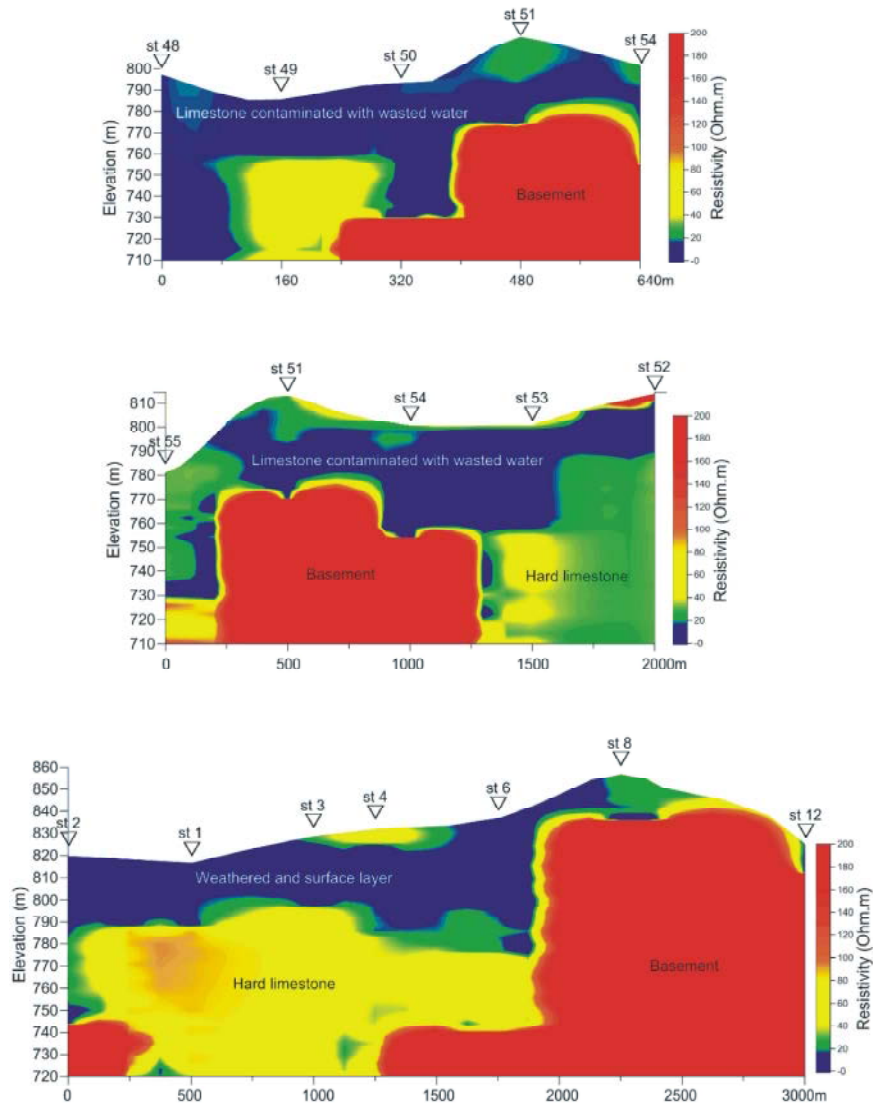 st 51
st 48
st 54
st 50
st 49
800
790
780
770
760
750
740
730
720
710
Elevation (m)
Limestone contaminated with wasted water
Basement
0
160
320
480
640m
200
180
160
140
120
100
80
60
40
20
-0
Resistivity (Ohm.m)
st 52
st 51
st 54
st 53
st 55
810
800
790
780
770
760
750
740
730
720
710
Elevation (m)
Limestone contaminated with wasted water
Basement
Hard limestone
0
500
1000
1500
2000m
200
180
160
140
120
100
80
60
40
20
-0
Resistivity (Ohm.m)
st 8
st 4
st 6
st 3
st 2
st 1
st 12
860
850
840
830
820
810
800
790
780
770
760
750
740
730
720
Elevation (m)
Weathered and surface layer
Hard limestone
Basement
0
500
1000
1500
2000
2500
3000m
200
180
160
140
120
100
80
60
40
20
-0
Resistivity (Ohm.m)